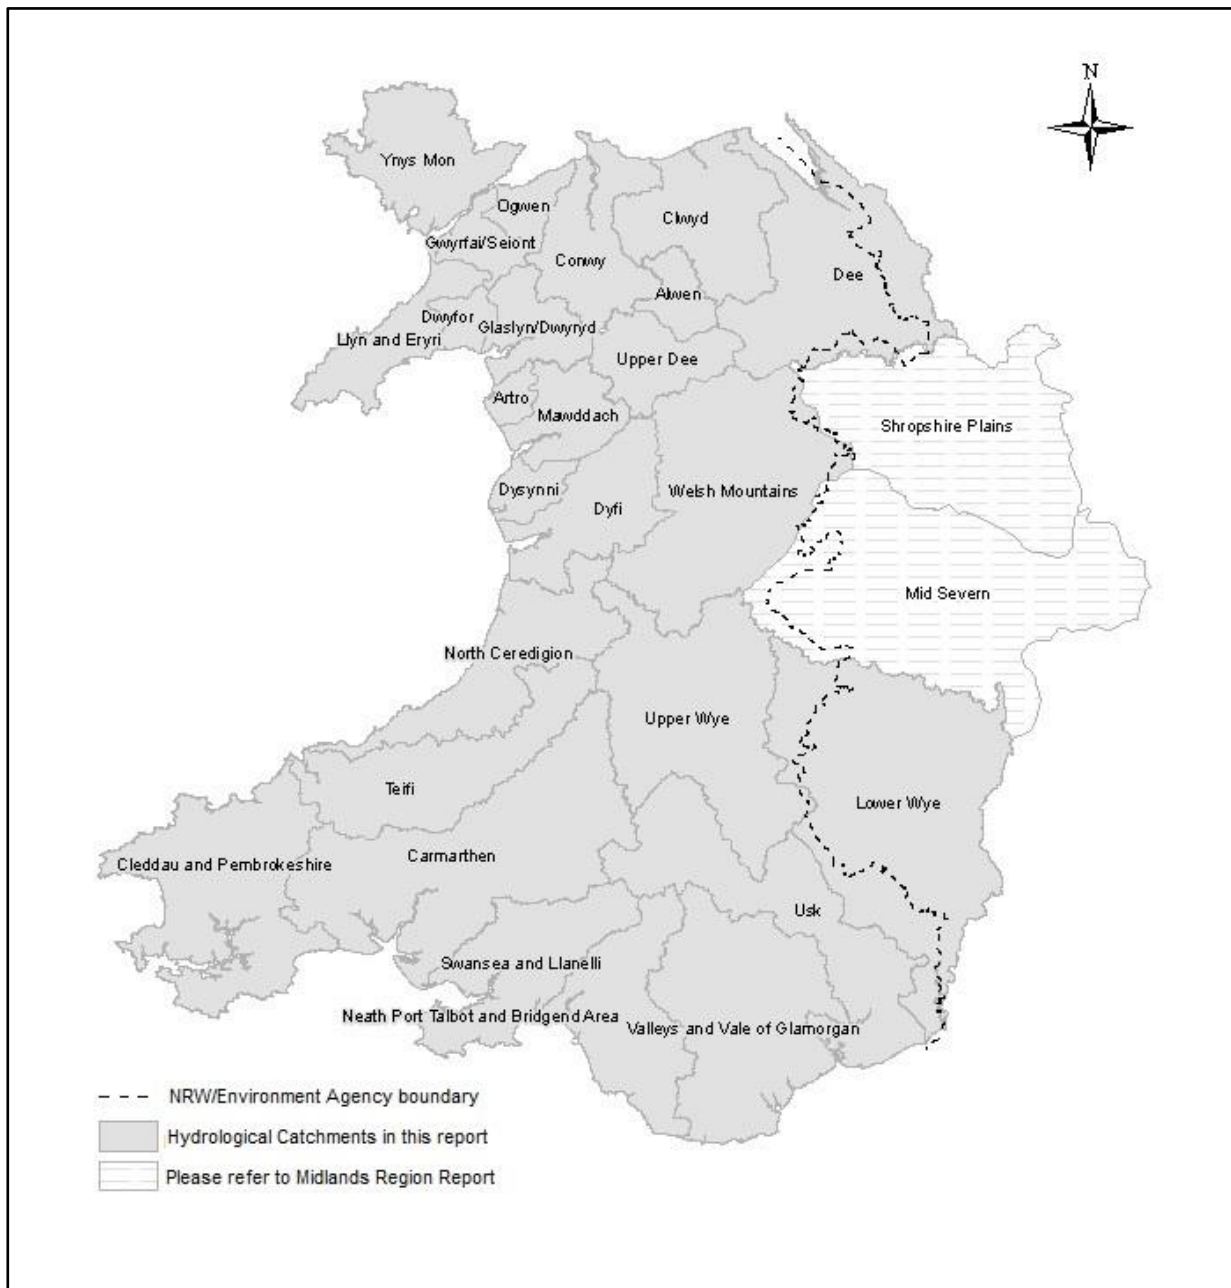 N
Ynys Mon
Ogwen
Clwyd
Gwyrfai/Seiont
Conwy
Dee
Alwen
Dwyfor
Glaslyn/Dwyryd
Llyn and Eryri
Upper Dee
Artro
Mawddach
Shropshire Plains
Dysynni
Welsh Mountains
Dyfi
Mid Severn
North Ceredigion
Upper Wye
Teifi
Lower Wye
Carmarthen
Cleddau and Pembrokeshire
Usk
Swansea and Llanelli
Neath Port Talbot and Bridgend Area
Valleys and Vale of Glamorgan
NRW/Environment Agency boundary
Hydrological Catchments in this report
Please refer to Midlands Region Report